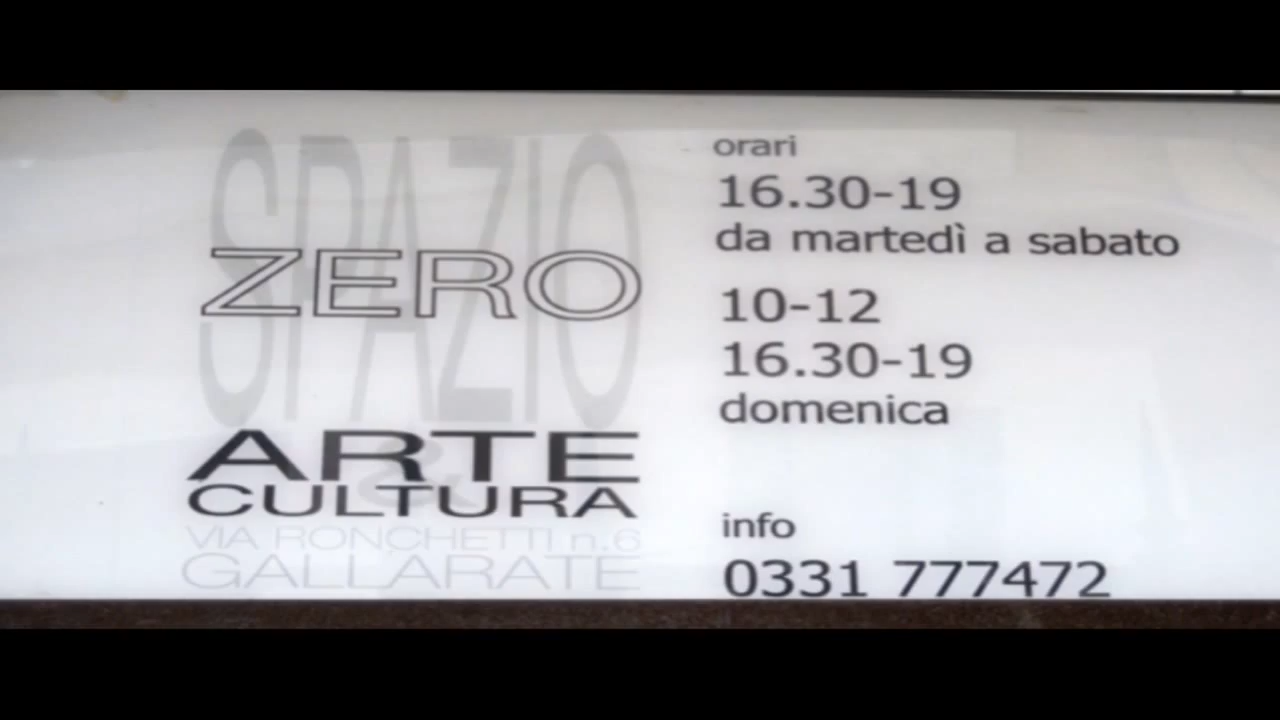 SPAZIO
ZERO
ARTE
&
CULTURA
VIA RONCHETTI n.6
GALLARATE
orari
16.30-19
da martedì a sabato
10-12
16.30-19
domenica
info
0331 777472